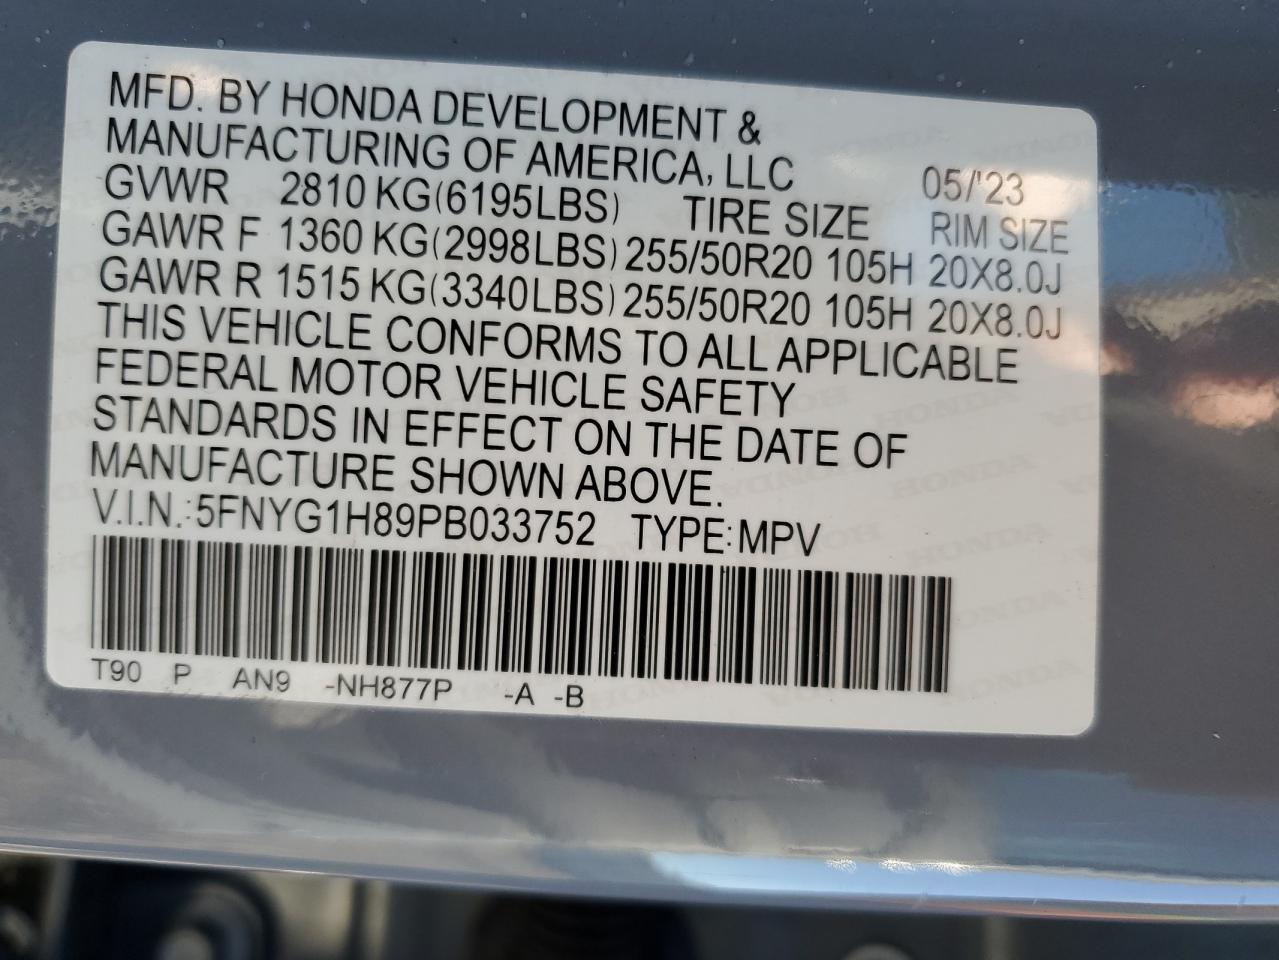 MFD. BY HONDA DEVELOPMENT &
MANUFACTURING OF AMERICA, LLC 05/'23
GVWR 2810 KG(6195LBS) TIRE SIZE RIM SIZE
GAWR F 1360 KG(2998LBS) 255/50R20 105H 20X8.0J
GAWR R 1515 KG(3340LBS) 255/50R20 105H 20X8.0J
THIS VEHICLE CONFORMS TO ALL APPLICABLE
FEDERAL MOTOR VEHICLE SAFETY
STANDARDS IN EFFECT ON THE DATE OF
MANUFACTURE SHOWN ABOVE.
V.I.N.:5FNYG1H89PB033752 TYPE:MPV
T90 P AN9 -NH877P -A -B